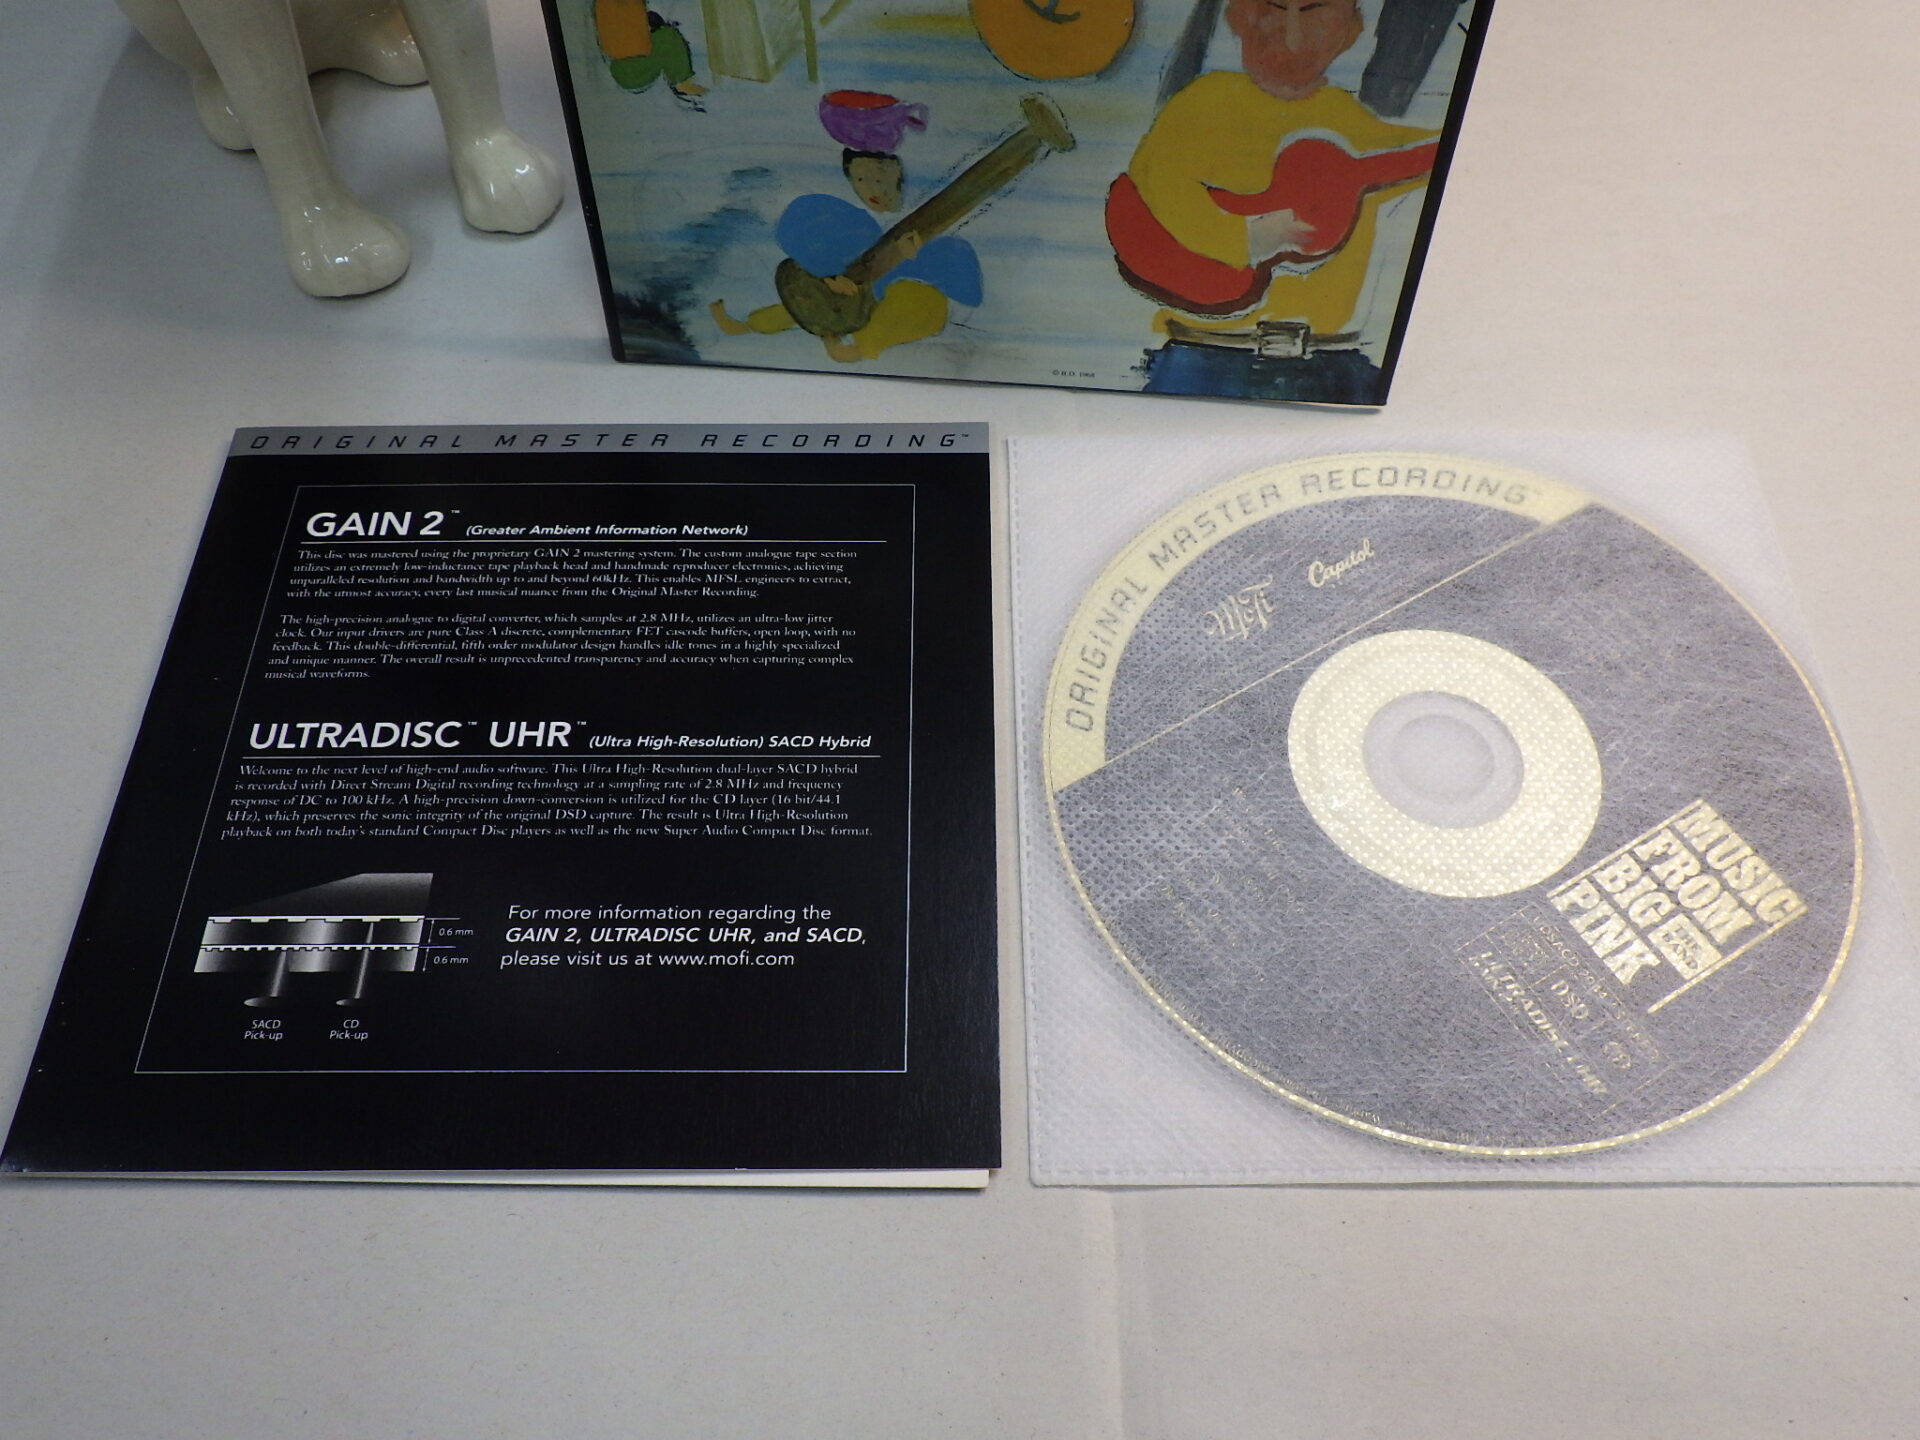 © B.D. 1968
ORIGINAL MASTER RECORDING™
GAIN 2™ (Greater Ambient Information Network)
This disc was mastered using the proprietary GAIN 2 mastering system. The custom analogue tape section
utilizes an extremely low-inductance tape playback head and handmade reproducer electronics, achieving
unparalleled resolution and bandwidth up to and beyond 60kHz. This enables MFSL engineers to extract,
with the utmost accuracy, every last musical nuance from the Original Master Recording.
The high-precision analogue to digital converter, which samples at 2.8 MHz, utilizes an ultra-low jitter
clock. Our input drivers are pure Class A discrete, complementary FET cascode buffers, open loop, with no
feedback. This double-differential, fifth order modulator design handles idle tones in a highly specialized
and unique manner. The overall result is unprecedented transparency and accuracy when capturing complex
musical waveforms.
ULTRADISC™ UHR™ (Ultra High-Resolution) SACD Hybrid
Welcome to the next level of high-end audio software. This Ultra High-Resolution dual-layer SACD hybrid
is recorded with Direct Stream Digital recording technology at a sampling rate of 2.8 MHz and frequency
response of DC to 100 kHz. A high-precision down-conversion is utilized for the CD layer (16 bit/44.1
kHz), which preserves the sonic integrity of the original DSD capture. The result is Ultra High-Resolution
playback on both today's standard Compact Disc players as well as the new Super Audio Compact Disc format.
0.6 mm
0.6 mm
SACD
Pick-up
CD
Pick-up
For more information regarding the
GAIN 2, ULTRADISC UHR, and SACD,
please visit us at www.mofi.com
ORIGINAL MASTER RECORDING
MoFi
Capitol
MUSIC
FROM
BIG THE BAND
PINK
DSD
ULTRADISC UHR